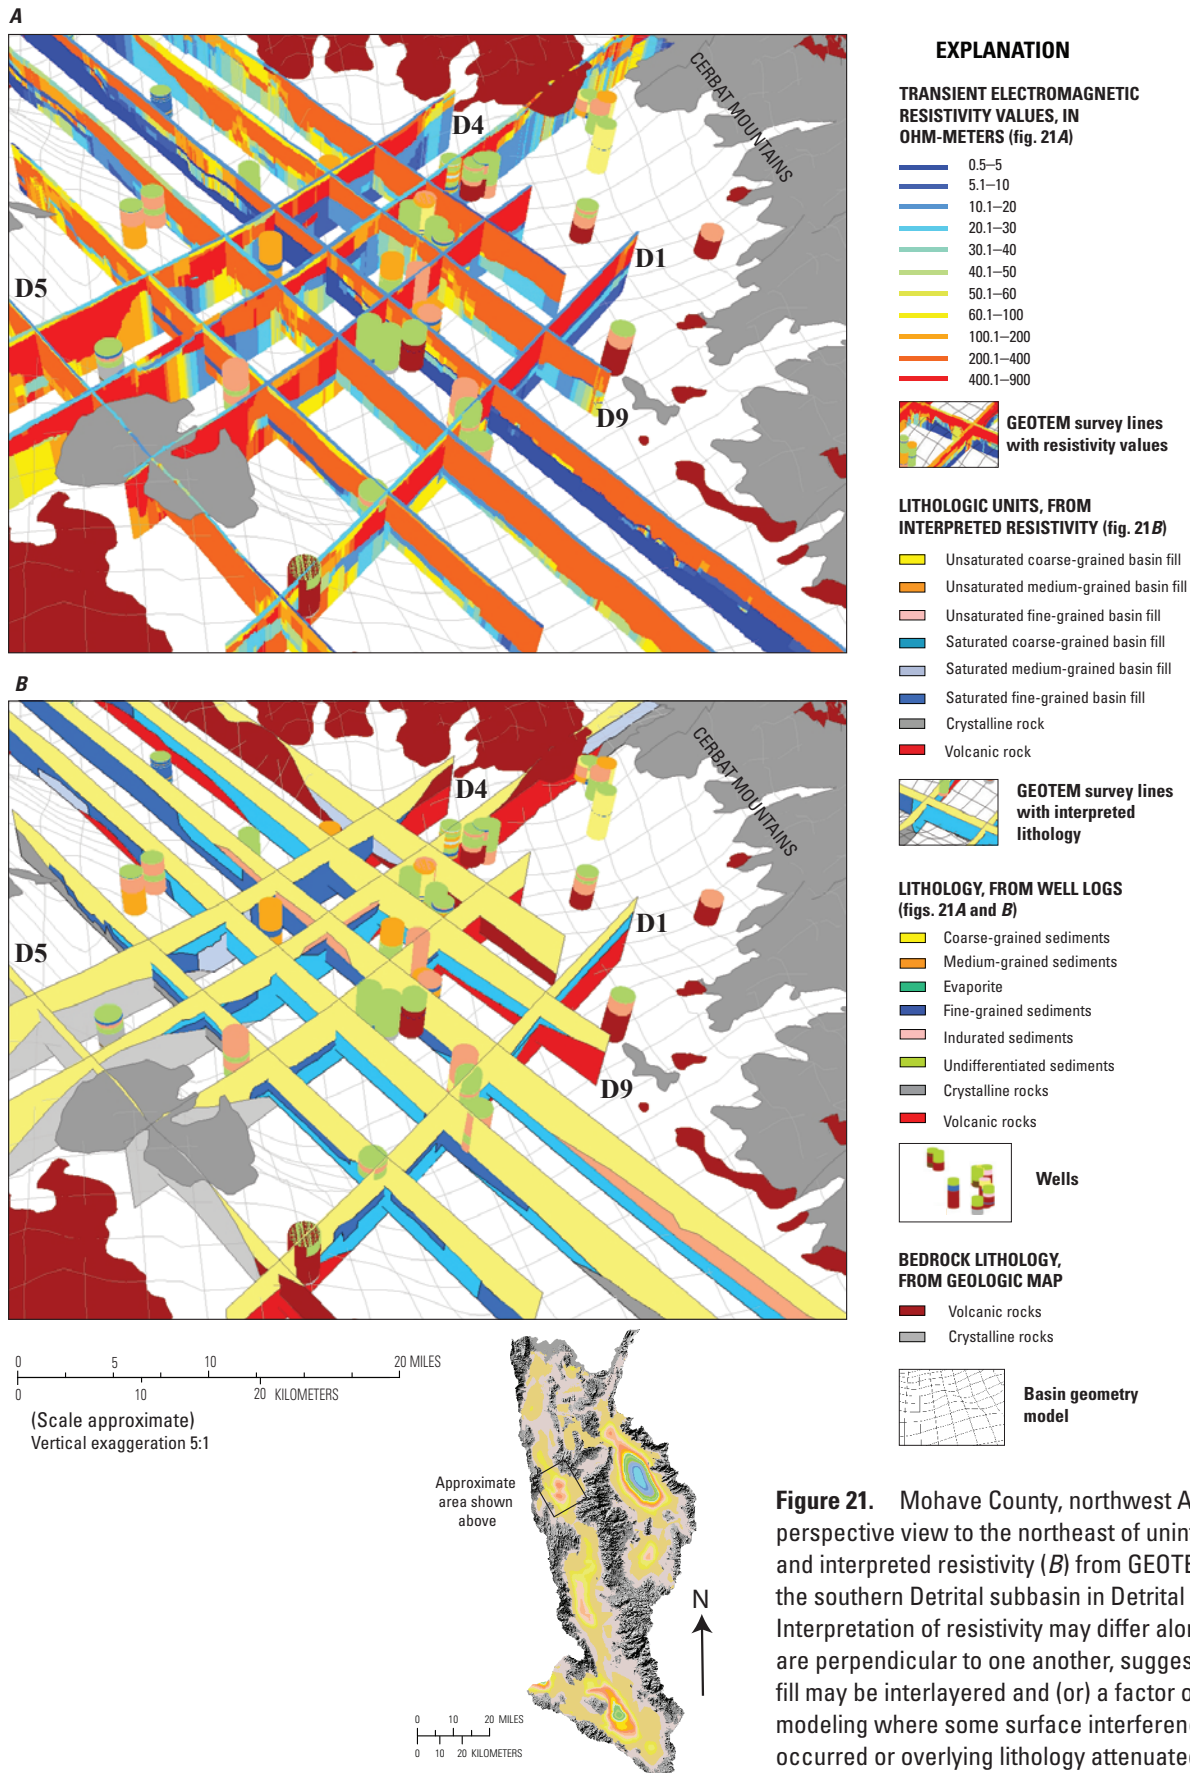 A
CERBAT MOUNTAINS
D4
D1
D5
D9
B
CERBAT MOUNTAINS
D4
D1
D5
D9
0 5 10 20 MILES
0 10 20 KILOMETERS
(Scale approximate)
Vertical exaggeration 5:1
Approximate
area shown
above
N
0 10 20 MILES
0 10 20 KILOMETERS
EXPLANATION
TRANSIENT ELECTROMAGNETIC
RESISTIVITY VALUES, IN
OHM-METERS (fig. 21A)
0.5–5
5.1–10
10.1–20
20.1–30
30.1–40
40.1–50
50.1–60
60.1–100
100.1–200
200.1–400
400.1–900
GEOTEM survey lines
with resistivity values
LITHOLOGIC UNITS, FROM
INTERPRETED RESISTIVITY (fig. 21B)
Unsaturated coarse-grained basin fill
Unsaturated medium-grained basin fill
Unsaturated fine-grained basin fill
Saturated coarse-grained basin fill
Saturated medium-grained basin fill
Saturated fine-grained basin fill
Crystalline rock
Volcanic rock
GEOTEM survey lines
with interpreted
lithology
LITHOLOGY, FROM WELL LOGS
(figs. 21A and B)
Coarse-grained sediments
Medium-grained sediments
Evaporite
Fine-grained sediments
Indurated sediments
Undifferentiated sediments
Crystalline rocks
Volcanic rocks
Wells
BEDROCK LITHOLOGY,
FROM GEOLOGIC MAP
Volcanic rocks
Crystalline rocks
Basin geometry
model
Figure 21. Mohave County, northwest A
perspective view to the northeast of unin
and interpreted resistivity (B) from GEOTE
the southern Detrital subbasin in Detrital
Interpretation of resistivity may differ alon
are perpendicular to one another, sugges
fill may be interlayered and (or) a factor o
modeling where some surface interferenc
occurred or overlying lithology attenuated